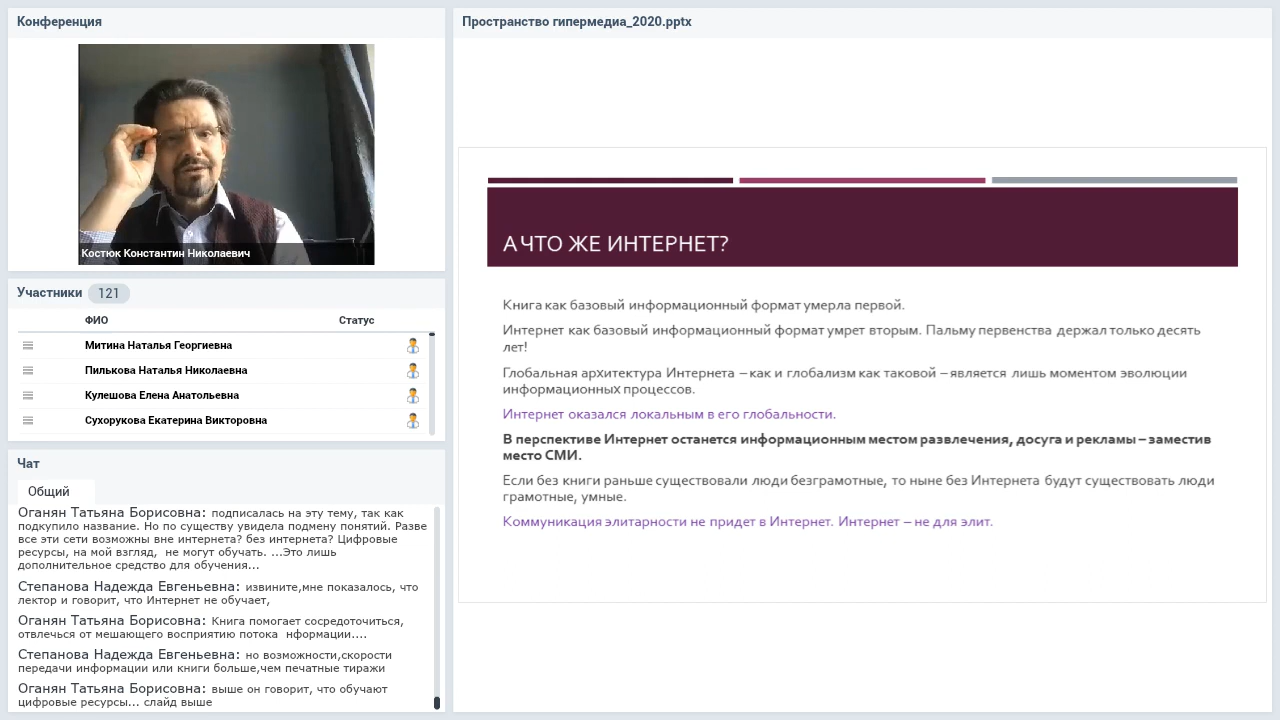 Конференция
Костюк Константин Николаевич
Участники 121
ФИО Статус
Митина Наталья Георгиевна
Пилькова Наталья Николаевна
Кулешова Елена Анатольевна
Сухорукова Екатерина Викторовна
Чат
Общий
Оганян Татьяна Борисовна: подписалась на эту тему, так как
подкупило название. Но по существу увидела подмену понятий. Разве
все эти сети возможны вне интернета? без интернета? Цифровые
ресурсы, на мой взгляд, не могут обучать. ...Это лишь
дополнительное средство для обучения...
Степанова Надежда Евгеньевна: извините,мне показалось, что
лектор и говорит, что Интернет не обучает,
Оганян Татьяна Борисовна: Книга помогает сосредоточиться,
отвлечься от мешающего восприятию потока нформации....
Степанова Надежда Евгеньевна: но возможности,скорости
передачи информации или книги больше,чем печатные тиражи
Оганян Татьяна Борисовна: выше он говорит, что обучают
цифровые ресурсы... слайд выше
Пространство гипермедиа_2020.pptx
А ЧТО ЖЕ ИНТЕРНЕТ?
Книга как базовый информационный формат умерла первой.
Интернет как базовый информационный формат умрет вторым. Пальму первенства держал только десять
лет!
Глобальная архитектура Интернета – как и глобализм как таковой – является лишь моментом эволюции
информационных процессов.
Интернет оказался локальным в его глобальности.
В перспективе Интернет останется информационным местом развлечения, досуга и рекламы – заместив
место СМИ.
Если без книги раньше существовали люди безграмотные, то ныне без Интернета будут существовать люди
грамотные, умные.
Коммуникация элитарности не придет в Интернет. Интернет – не для элит.